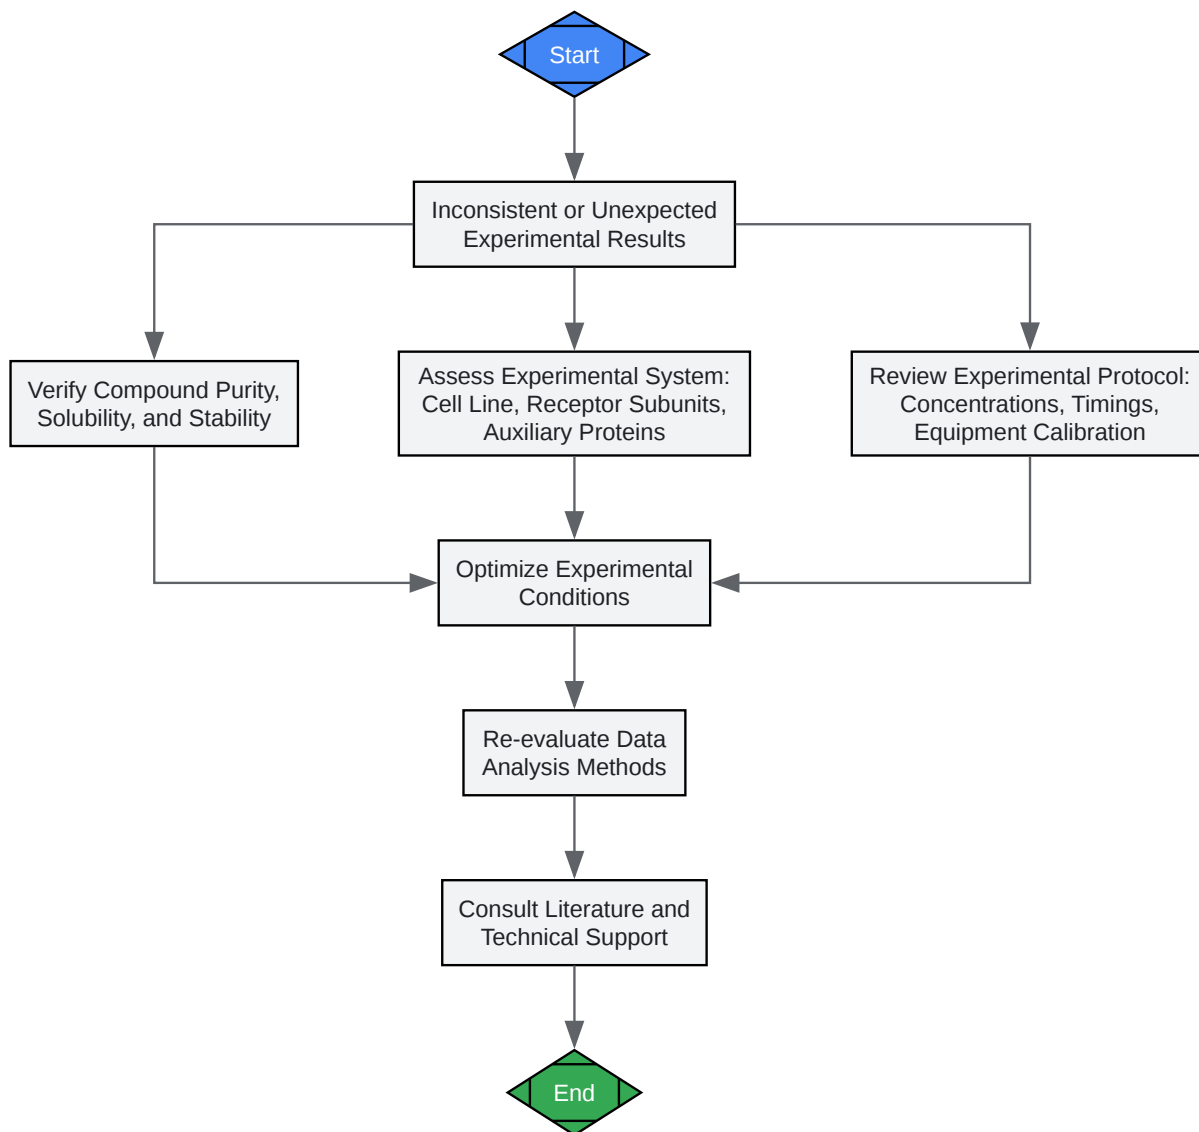 Start
Inconsistent or Unexpected
Experimental Results
Verify Compound Purity,
Solubility, and Stability
Assess Experimental System:
Cell Line, Receptor Subunits,
Auxiliary Proteins
Review Experimental Protocol:
Concentrations, Timings,
Equipment Calibration
Optimize Experimental
Conditions
Re-evaluate Data
Analysis Methods
Consult Literature and
Technical Support
End